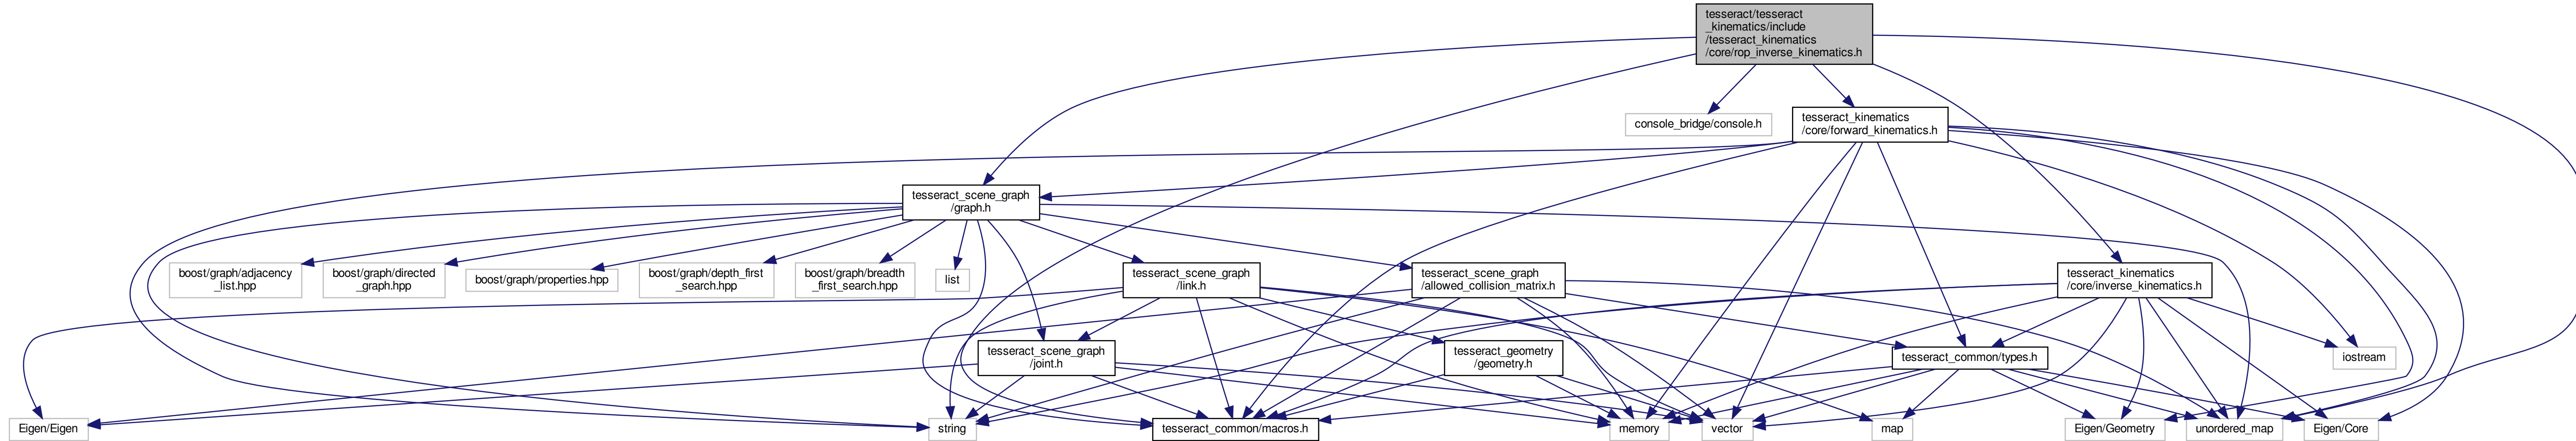 tesseract/tesseract
_kinematics/include
/tesseract_kinematics
/core/rop_inverse_kinematics.h
console_bridge/console.h
tesseract_kinematics
/core/forward_kinematics.h
tesseract_scene_graph
/graph.h
boost/graph/adjacency
_list.hpp
boost/graph/directed
_graph.hpp
boost/graph/properties.hpp
boost/graph/depth_first
_search.hpp
boost/graph/breadth
_first_search.hpp
list
tesseract_scene_graph
/link.h
tesseract_scene_graph
/allowed_collision_matrix.h
tesseract_kinematics
/core/inverse_kinematics.h
tesseract_scene_graph
/joint.h
tesseract_geometry
/geometry.h
tesseract_common/types.h
iostream
Eigen/Eigen
string
tesseract_common/macros.h
memory
vector
map
Eigen/Geometry
unordered_map
Eigen/Core